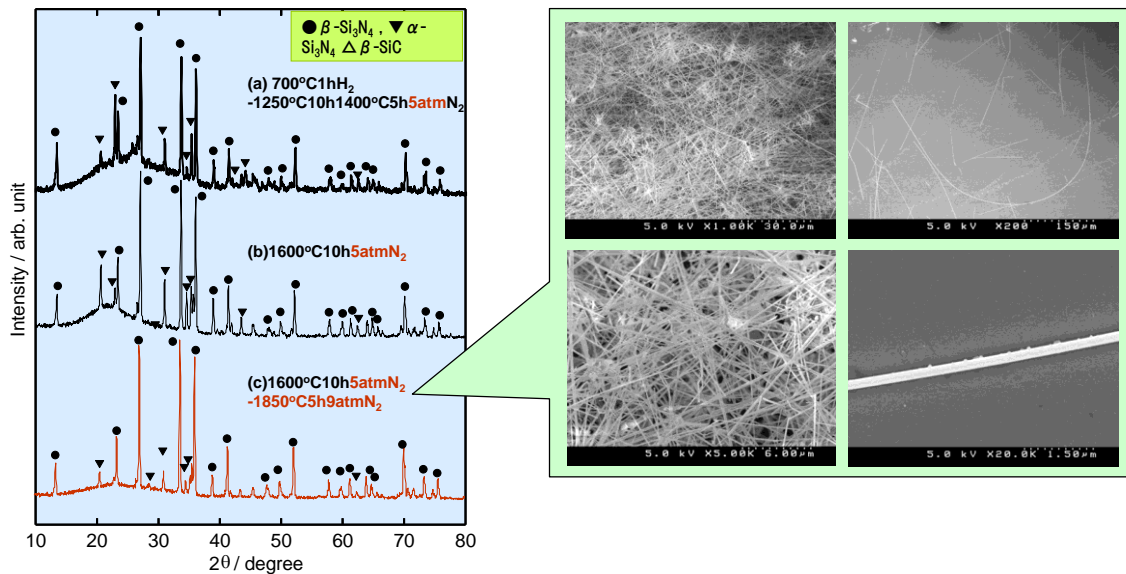 ● β-Si₃N₄ , ▼ α-
Si₃N₄ △ β-SiC
(a) 700°C1hH₂
-1250°C10h1400°C5h5atmN₂
(b)1600°C10h5atmN₂
(c)1600°C10h5atmN₂
-1850°C5h9atmN₂
Intensity / arb. unit
10 20 30 40 50 60 70 80
2θ / degree
5.0 kV X1.00K 30.0µm
5.0 kV X200 150µm
5.0 kV X5.00K 6.00µm
5.0 kV X20.0K 1.50µm